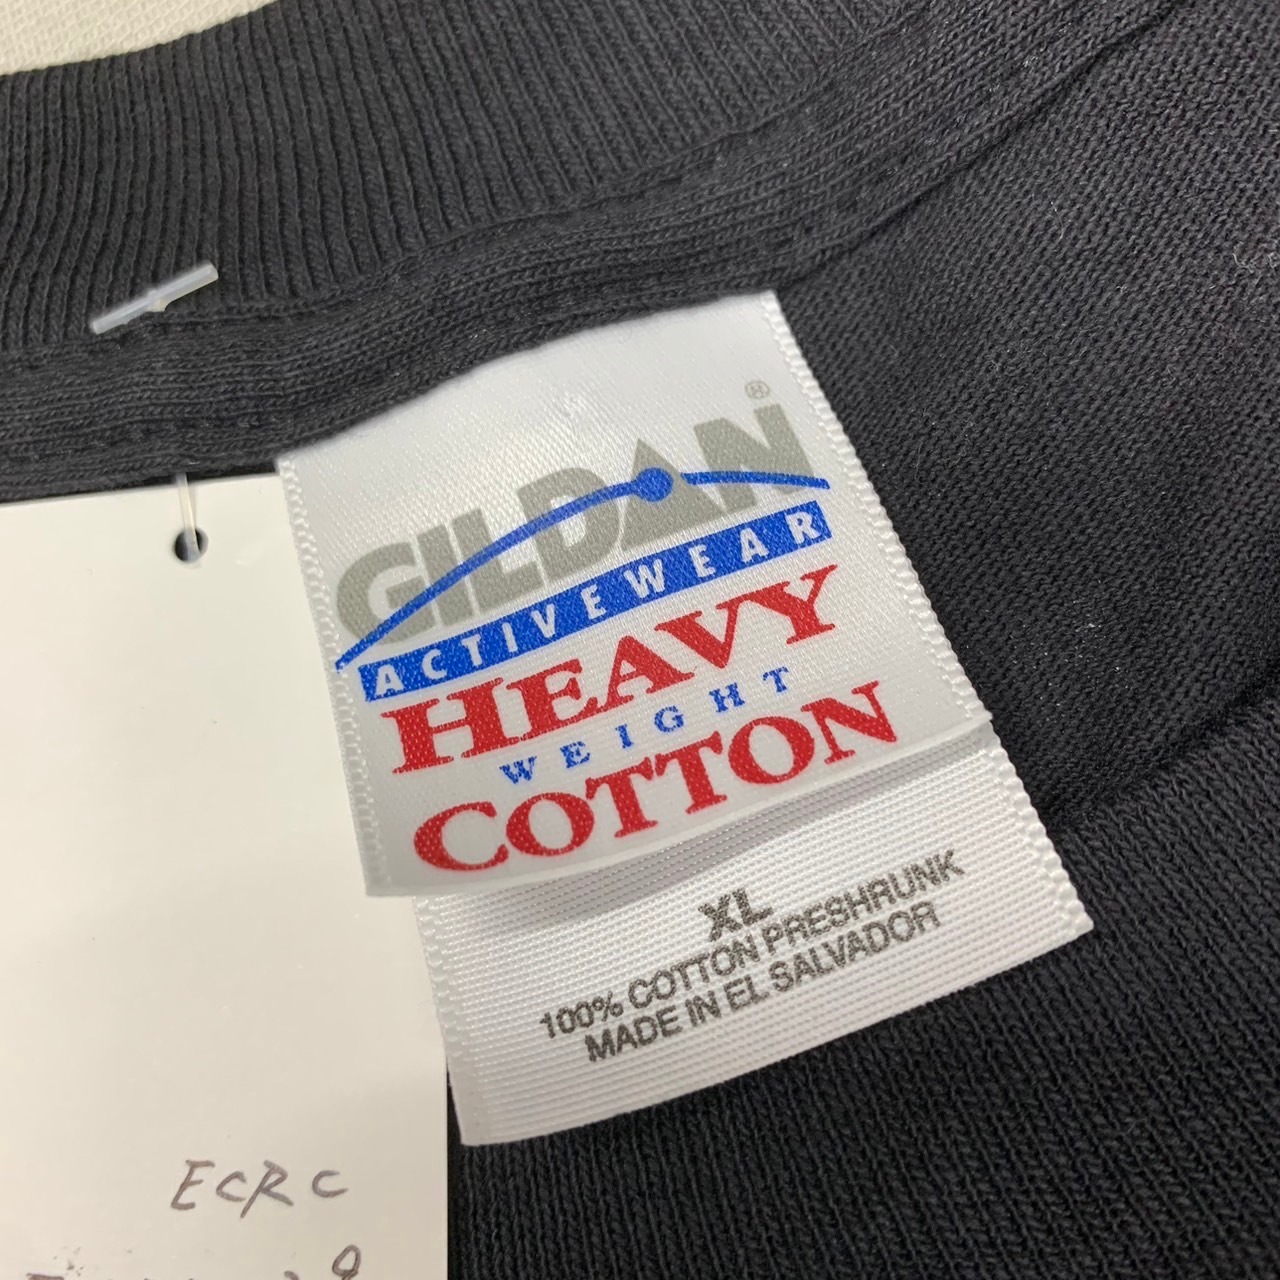 GILDAN®
ACTIVEWEAR
HEAVY
WEIGHT
COTTON
XL
100% COTTON PRESHRUNK
MADE IN EL SALVADOR
ECRC